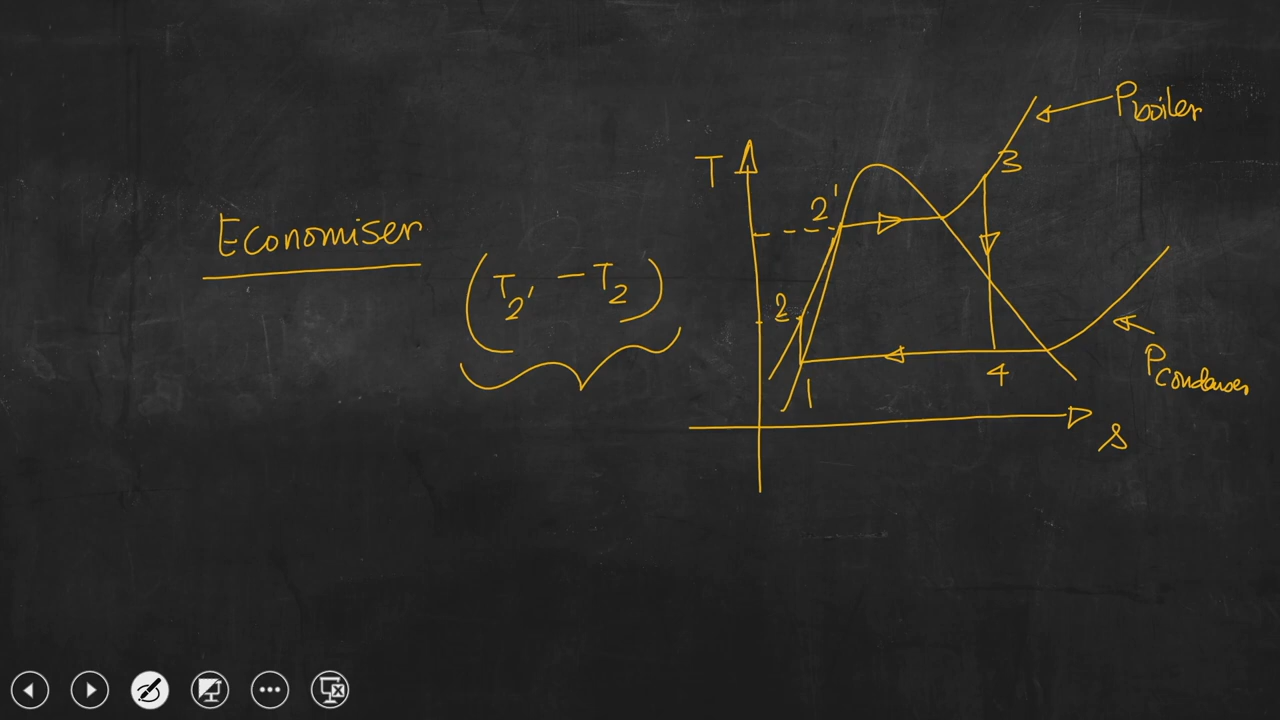 Economiser
(T2' - T2)
T
Pboiler
3
2'
2
1
4
Pcondenser
s